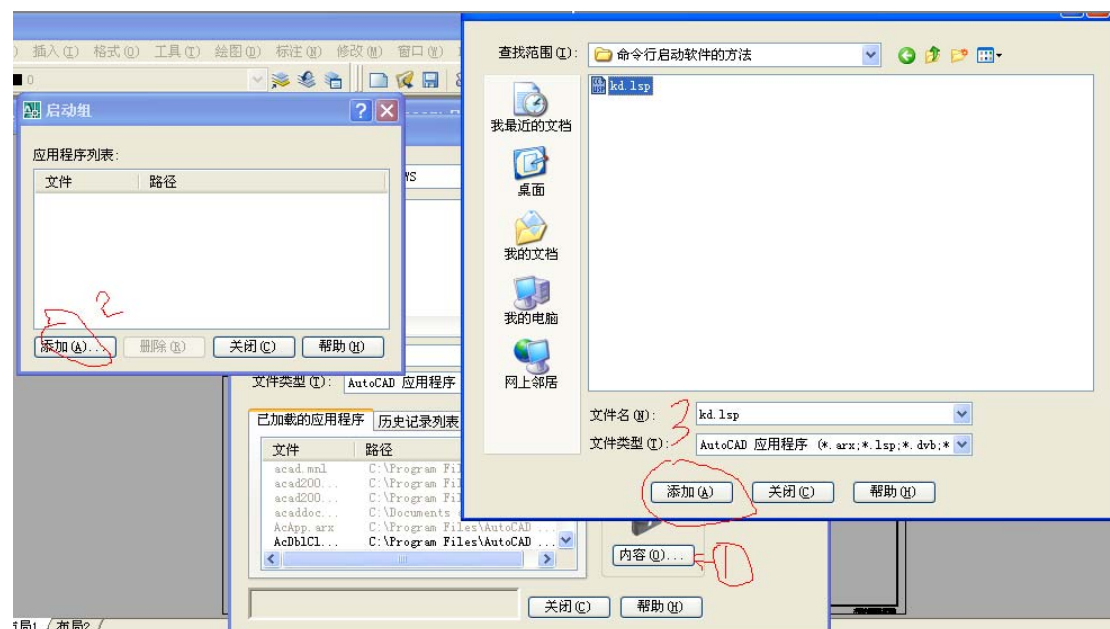 插入(I) 格式(O) 工具(T) 绘图(D) 标注(N) 修改(M) 窗口(W)
0
启动组
应用程序列表:
文件 路径
2
添加(A)... 删除(R) 关闭(C) 帮助(H)
查找范围(I): 命令行启动软件的方法
kd.lsp
我最近的文档
桌面
我的文档
我的电脑
网上邻居
文件名(N): kd.lsp
文件类型(T): AutoCAD 应用程序 (*.arx;*.lsp;*.dvb;*
3
添加(A) 关闭(C) 帮助(H)
文件类型(T): AutoCAD 应用程序
已加载的应用程序 历史记录列表
文件 路径
acad.mnl C:\Program Fil
acad200... C:\Program Fil
acad200... C:\Program Fil
acaddoc... C:\Documents
AcApp.arx C:\Program Files\AutoCAD ...
AcDblCl... C:\Program Files\AutoCAD ...
内容(O)... 1
关闭(C) 帮助(H)
布局2